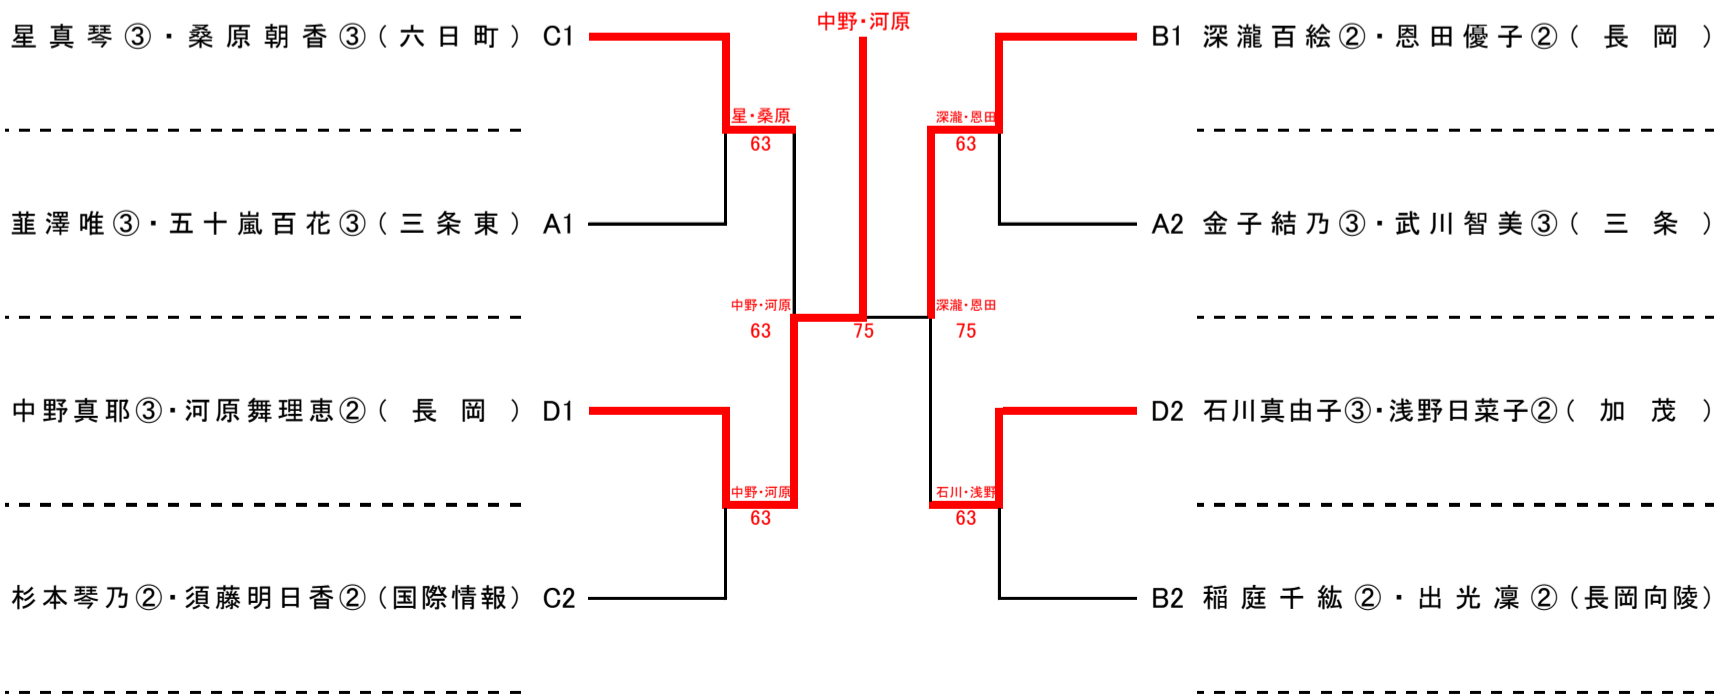 中野・河原
星真琴③・桑原朝香③(六日町) C1
B1 深瀧百絵②・恩田優子②(長岡)
星・桑原
63
深瀧・恩田
63
韮澤唯③・五十嵐百花③(三条東) A1
A2 金子結乃③・武川智美③(三条)
中野・河原
63
75
深瀧・恩田
75
中野真耶③・河原舞理恵②(長岡) D1
D2 石川真由子③・浅野日菜子②(加茂)
中野・河原
63
石川・浅野
63
杉本琴乃②・須藤明日香②(国際情報) C2
B2 稲庭千紘②・出光凜②(長岡向陵)